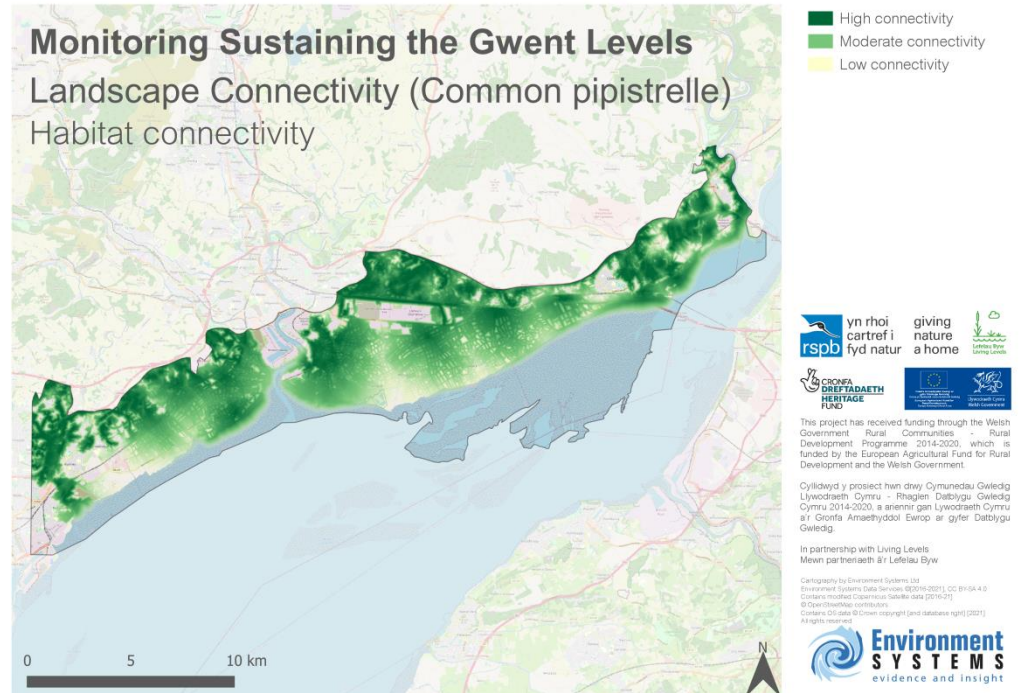 Monitoring Sustaining the Gwent Levels
Landscape Connectivity (Common pipistrelle)
Habitat connectivity
0 5 10 km
N
High connectivity
Moderate connectivity
Low connectivity
rspb
yn rhoi
cartref i
fyd natur
giving
nature
a home
Lefelau Byw
Living Levels
CRONFA
DREFTADAETH
HERITAGE
FUND
Llywodraeth Cymru
Welsh Government
This project has received funding through the Welsh
Government Rural Communities - Rural
Development Programme 2014-2020, which is
funded by the European Agricultural Fund for Rural
Development and the Welsh Government.
Cyllidwyd y prosiect hwn drwy Cymunedau Gwledig
Llywodraeth Cymru - Rhaglen Datblygu Gwledig
Cymru 2014-2020, a ariennir gan Lywodraeth Cymru
a'r Gronfa Amaethyddol Ewrop ar gyfer Datblygu
Gwledig.
In partnership with Living Levels
Mewn partneriaeth â'r Lefelau Byw
Cartography by Environment Systems Ltd
Environment Systems Data Services ©[2016-2021], CC BY-SA 4.0
Contains modified Copernicus Satellite data [2016-21]
© OpenStreetMap contributors
Contains OS data © Crown copyright [and database right] [2021]
All rights reserved
Environment
SYSTEMS
evidence and insight